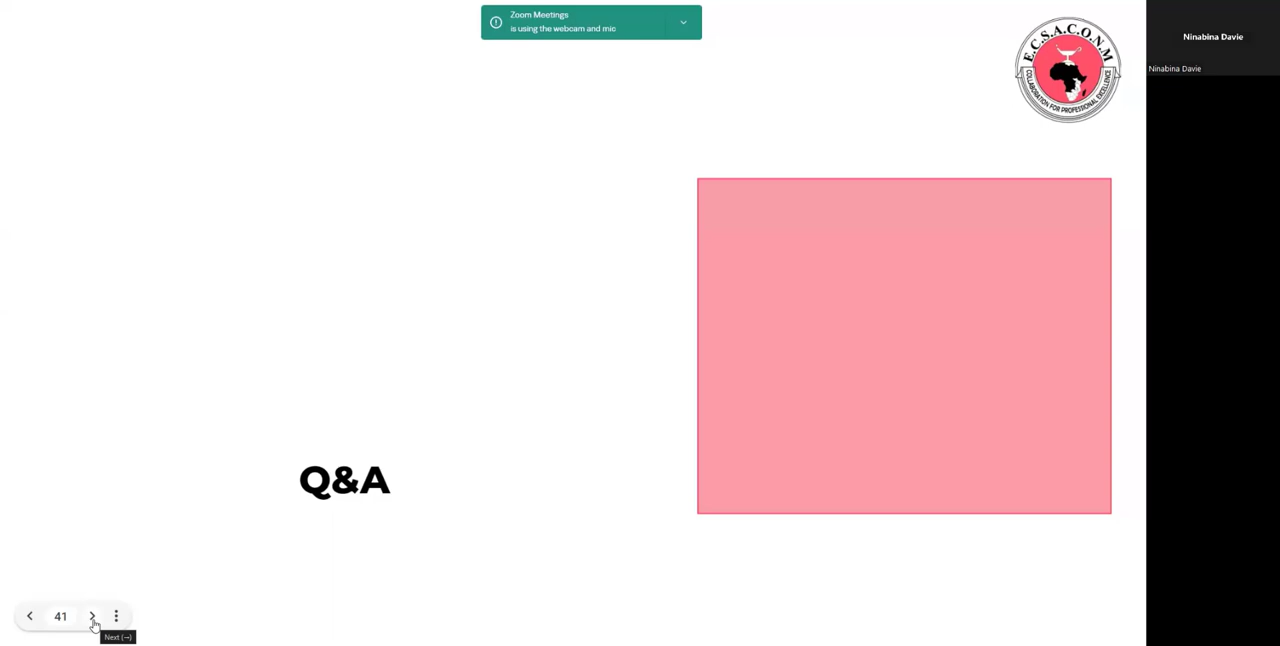 Zoom Meetings
is using the webcam and mic
E.C.S.A.C.O.N.M
COLLABORATION FOR PROFESSIONAL EXCELLENCE
Ninabina Davie
Ninabina Davie
Q&A
41
Next (→)